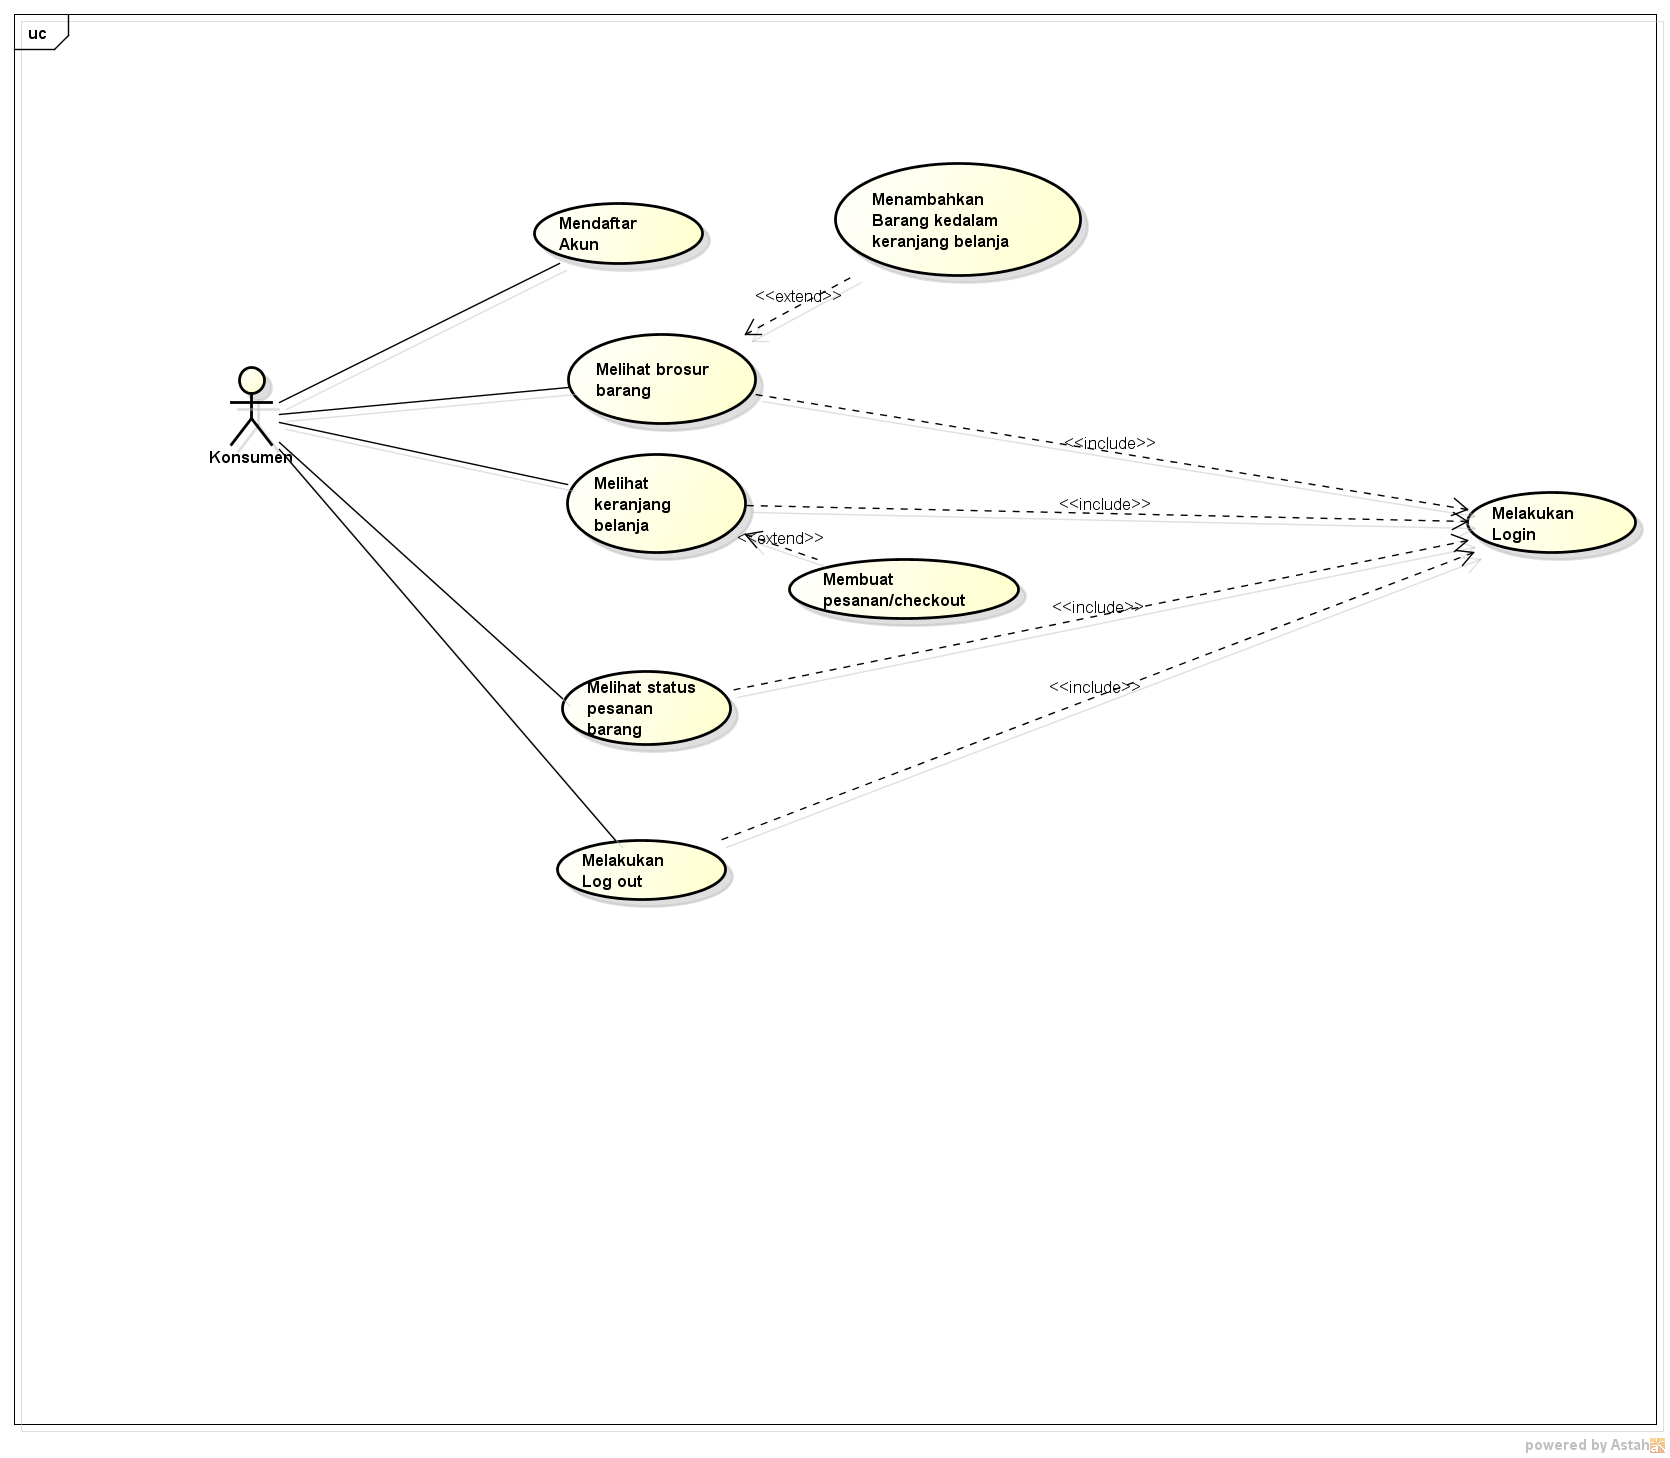 uc
Menambahkan
Barang kedalam
keranjang belanja
Mendaftar
Akun
<<extend>>
Melihat brosur
barang
<<include>>
Konsumen
Melihat
keranjang
belanja
<<include>>
Melakukan
Login
<<extend>>
Membuat
pesanan/checkout
<<include>>
Melihat status
pesanan
barang
<<include>>
Melakukan
Log out
powered by Astah